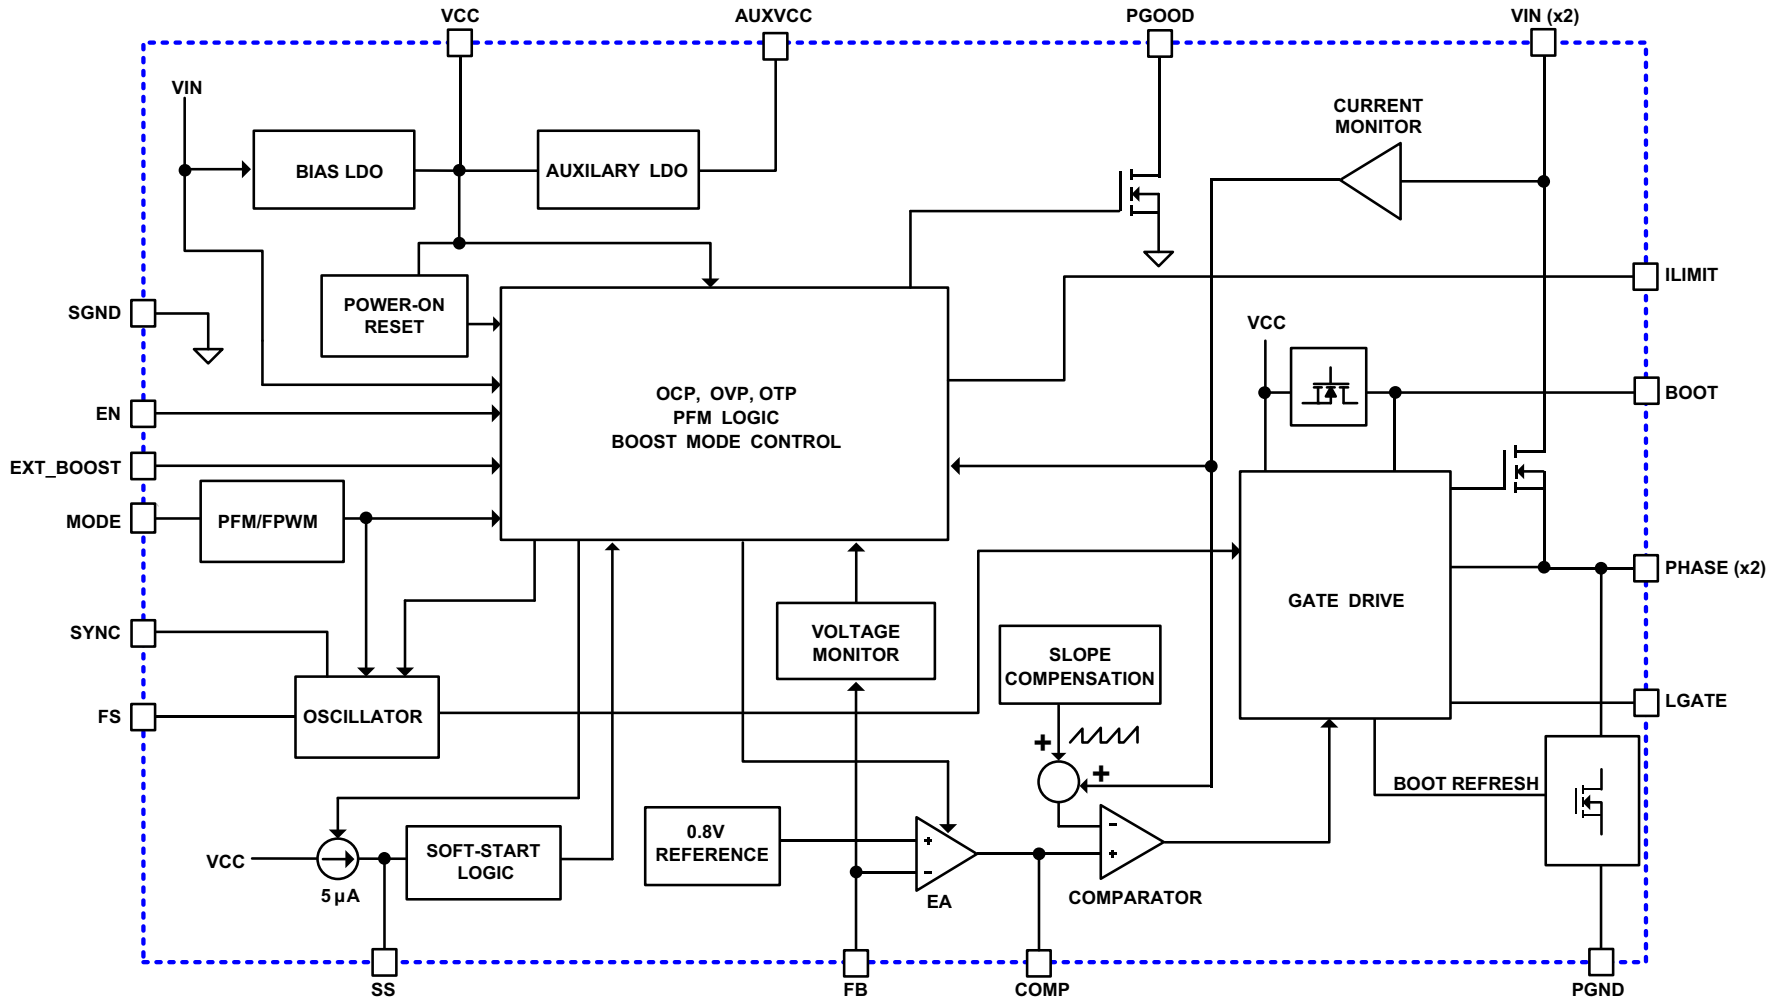 VCC
AUXVCC
PGOOD
VIN (x2)
VIN
CURRENT
MONITOR
BIAS LDO
AUXILARY LDO
ILIMIT
SGND
POWER-ON
RESET
VCC
OCP, OVP, OTP
PFM LOGIC
BOOST MODE CONTROL
BOOT
EN
EXT_BOOST
MODE
PFM/FPWM
PHASE (x2)
GATE DRIVE
SYNC
VOLTAGE
MONITOR
SLOPE
COMPENSATION
FS
OSCILLATOR
LGATE
+
+
BOOT REFRESH
0.8V
REFERENCE
+
-
EA
-
+
COMPARATOR
VCC
5 µA
SOFT-START
LOGIC
SS
FB
COMP
PGND